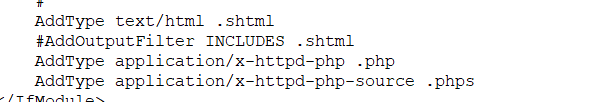 #
AddType text/html .shtml
#AddOutputFilter INCLUDES .shtml
AddType application/x-httpd-php .php
AddType application/x-httpd-php-source .phps
</IfModule>